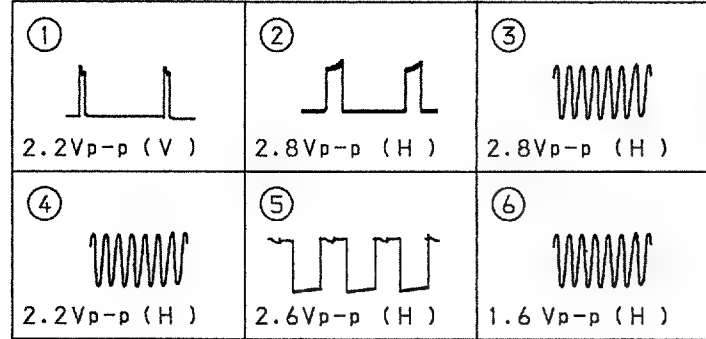 ① ② ③
2.2Vp-p (V) 2.8Vp-p (H) 2.8Vp-p (H)
④ ⑤ ⑥
2.2Vp-p (H) 2.6Vp-p (H) 1.6 Vp-p (H)